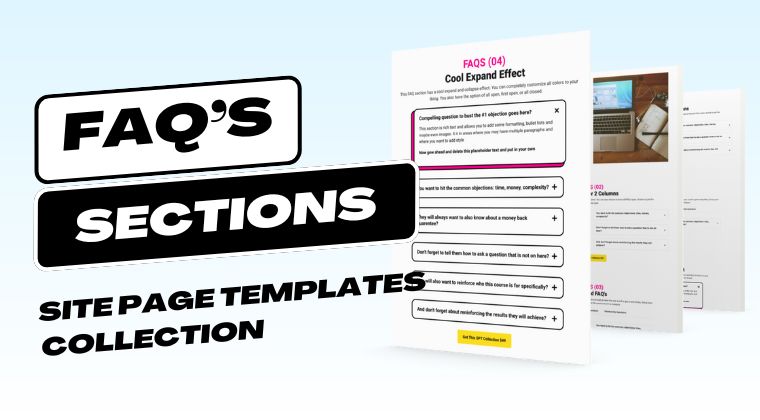 FAQ'S
SECTIONS
SITE PAGE TEMPLATES
COLLECTION
FAQS (04)
Cool Expand Effect
This FAQ section has a cool expand and collapse effect. You can completely customize all colors to your
liking. You also have the option of all open, first open, or all closed.
Compelling question to bust the #1 objection goes here?
This section is rich text and allows you to add some formatting, bullet lists and
maybe even images. It is in areas where you may have multiple paragraphs and
where you want to add style.
Now go ahead and delete this placeholder text and put in your own.
ou want to hit the common objections: time, money, complexity?
They will always want to also know about a money back
guarantee?
Don't forget to tell them how to ask a question that is not on here?
will also want to reinforce who this course is for specifically?
And don't forget about reinforcing the results they will achieve?
Get This GPT Collection $49
(02)
r 2 Columns
(03)
d FAQ's